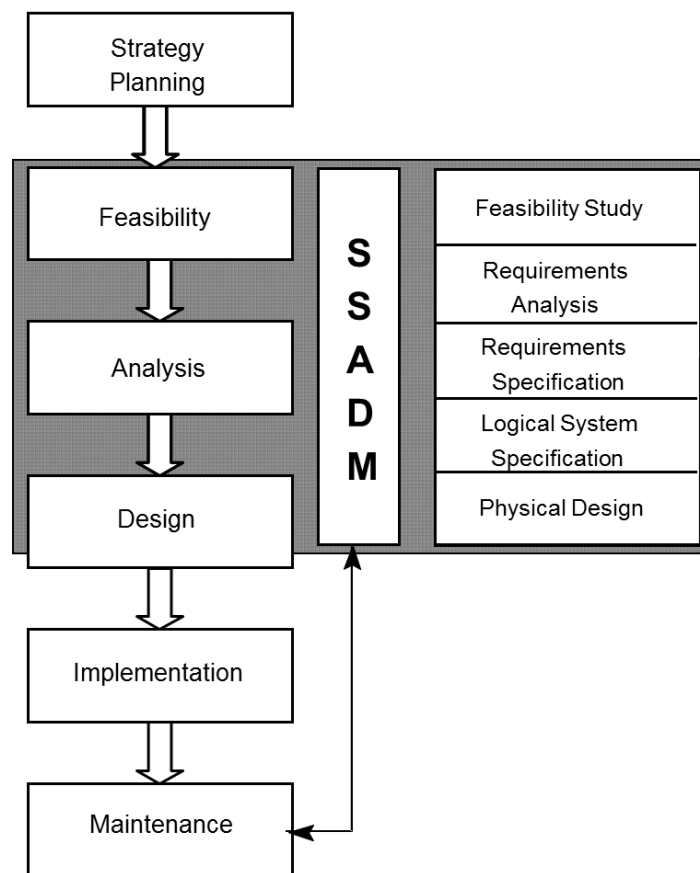 Strategy
Planning
Feasibility
Analysis
Design
Implementation
Maintenance
S
S
A
D
M
Feasibility Study
Requirements
Analysis
Requirements
Specification
Logical System
Specification
Physical Design